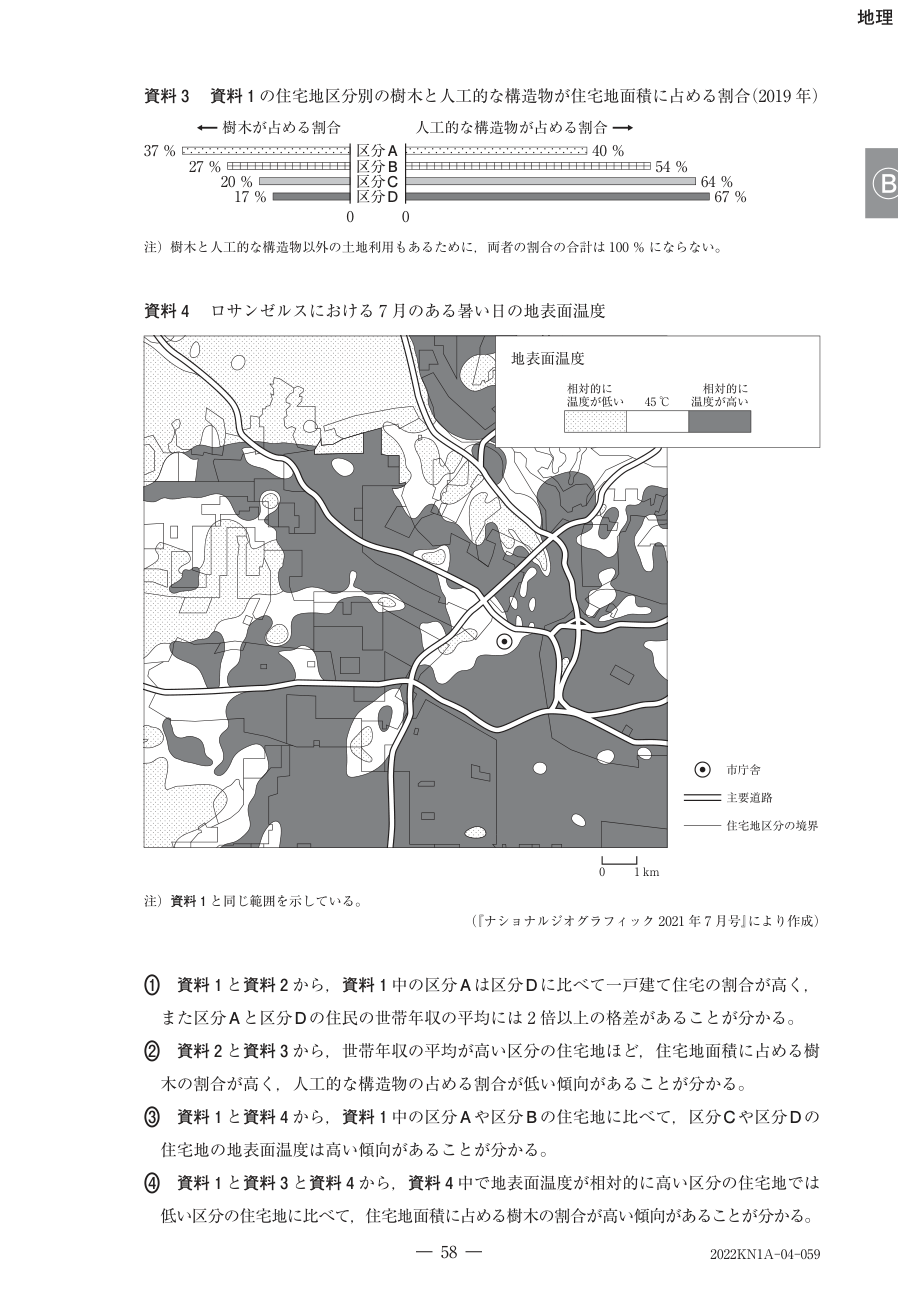 地理
B
資料3 資料1の住宅地区分別の樹木と人工的な構造物が住宅地面積に占める割合(2019年)
← 樹木が占める割合 人工的な構造物が占める割合 →
37 % 区分A 40 %
27 % 区分B 54 %
20 % 区分C 64 %
17 % 区分D 67 %
0 0
注）樹木と人工的な構造物以外の土地利用もあるために，両者の割合の合計は100 % にならない。
資料4 ロサンゼルスにおける7月のある暑い日の地表面温度
地表面温度
相対的に温度が低い 45℃ 相対的に温度が高い
市庁舎
主要道路
住宅地区分の境界
0 1 km
注）資料1と同じ範囲を示している。
(『ナショナルジオグラフィック 2021年7月号』により作成)
① 資料1と資料2から，資料1中の区分Aは区分Dに比べて一戸建て住宅の割合が高く，
また区分Aと区分Dの住民の世帯年収の平均には2倍以上の格差があることが分かる。
② 資料2と資料3から，世帯年収の平均が高い区分の住宅地ほど，住宅地面積に占める樹
木の割合が高く，人工的な構造物の占める割合が低い傾向があることが分かる。
③ 資料1と資料4から，資料1中の区分Aや区分Bの住宅地に比べて，区分Cや区分Dの
住宅地の地表面温度は高い傾向があることが分かる。
④ 資料1と資料3と資料4から，資料4中で地表面温度が相対的に高い区分の住宅地では
低い区分の住宅地に比べて，住宅地面積に占める樹木の割合が高い傾向があることが分かる。
― 58 ―
2022KN1A-04-059